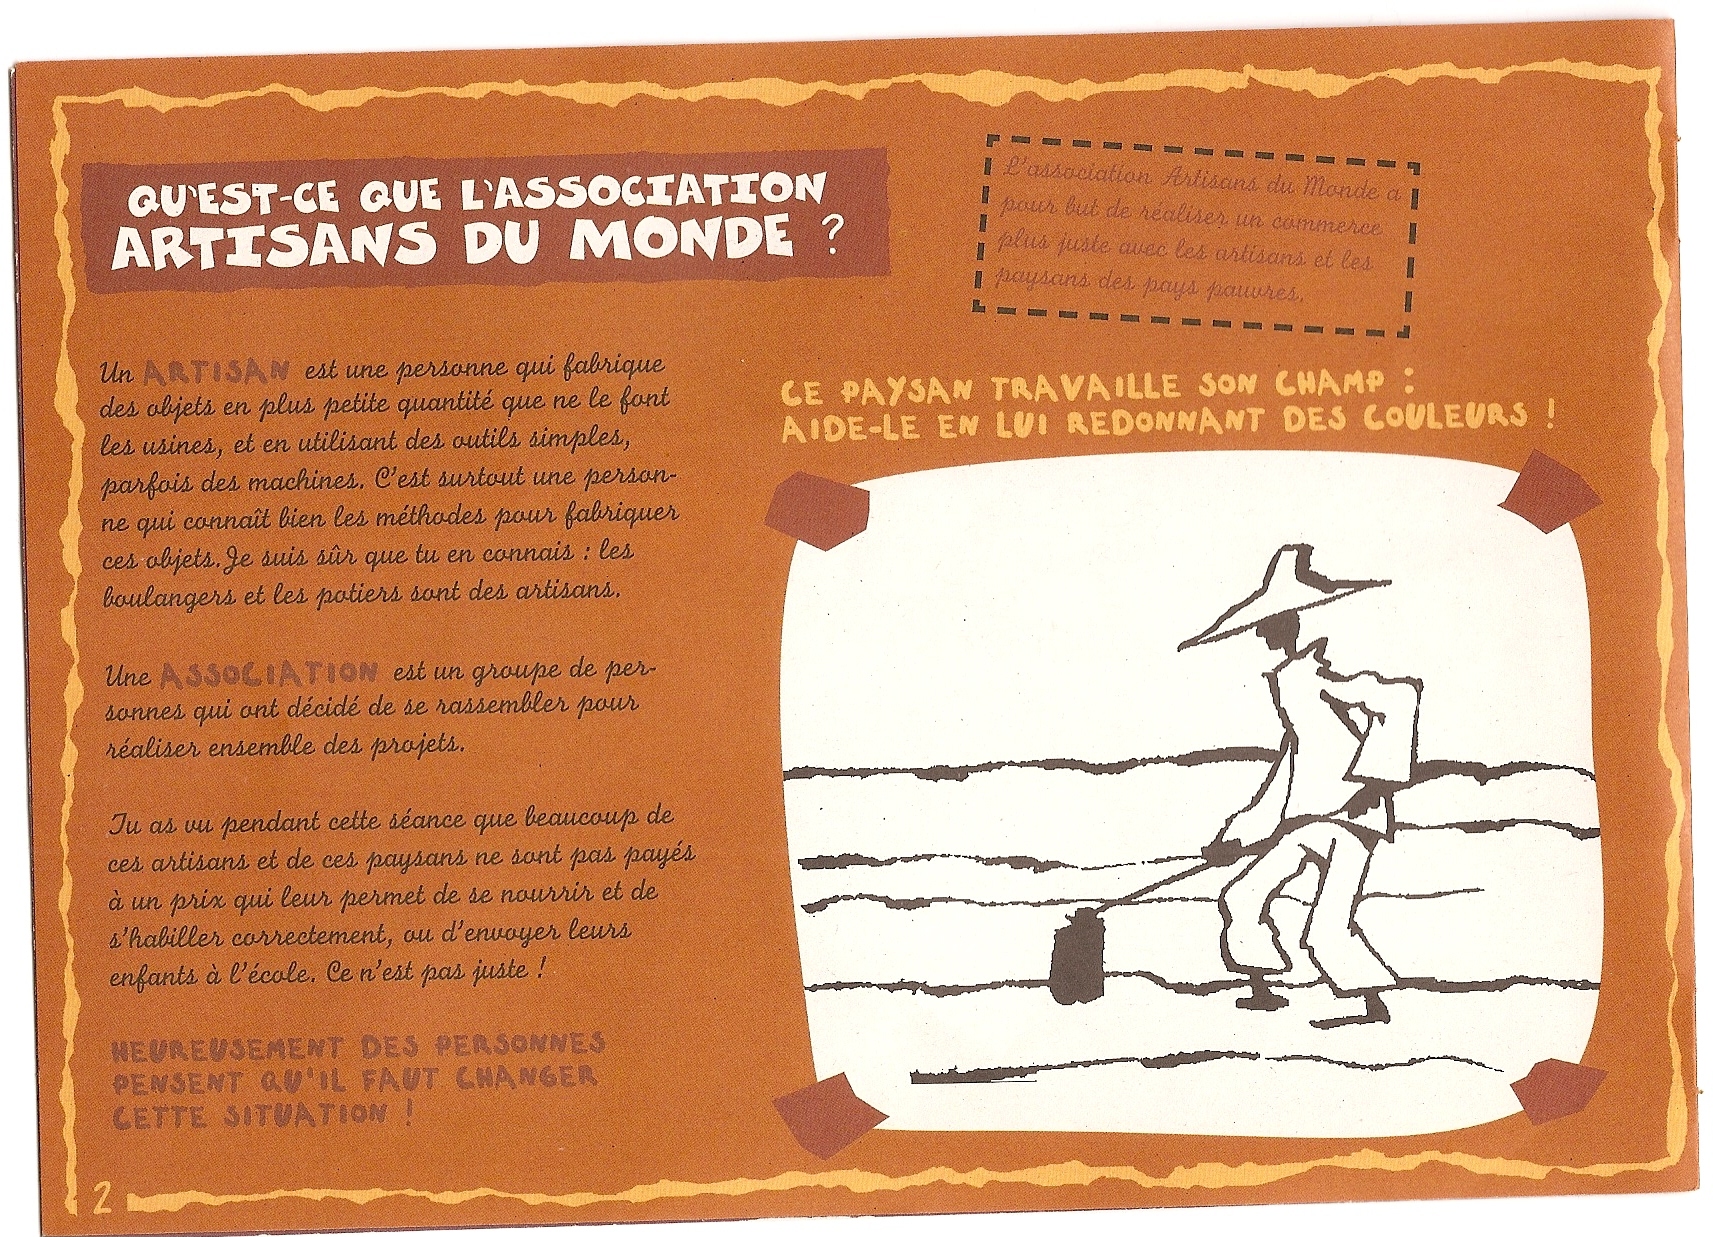 QU'EST-CE QUE L'ASSOCIATION
ARTISANS DU MONDE ?
L'association Artisans du Monde a
pour but de réaliser un commerce
plus juste avec les artisans et les
paysans des pays pauvres.
Un ARTISAN est une personne qui fabrique
des objets en plus petite quantité que ne le font
les usines, et en utilisant des outils simples,
parfois des machines. C'est surtout une person-
ne qui connaît bien les méthodes pour fabriquer
ces objets. Je suis sûr que tu en connais : les
boulangers et les potiers sont des artisans.
Une ASSOCIATION est un groupe de per-
sonnes qui ont décidé de se rassembler pour
réaliser ensemble des projets.
Tu as vu pendant cette séance que beaucoup de
ces artisans et de ces paysans ne sont pas payés
à un prix qui leur permet de se nourrir et de
s'habiller correctement, ou d'envoyer leurs
enfants à l'école. Ce n'est pas juste !
HEUREUSEMENT DES PERSONNES
PENSENT QU'IL FAUT CHANGER
CETTE SITUATION !
CE PAYSAN TRAVAILLE SON CHAMP :
AIDE-LE EN LUI REDONNANT DES COULEURS !
2